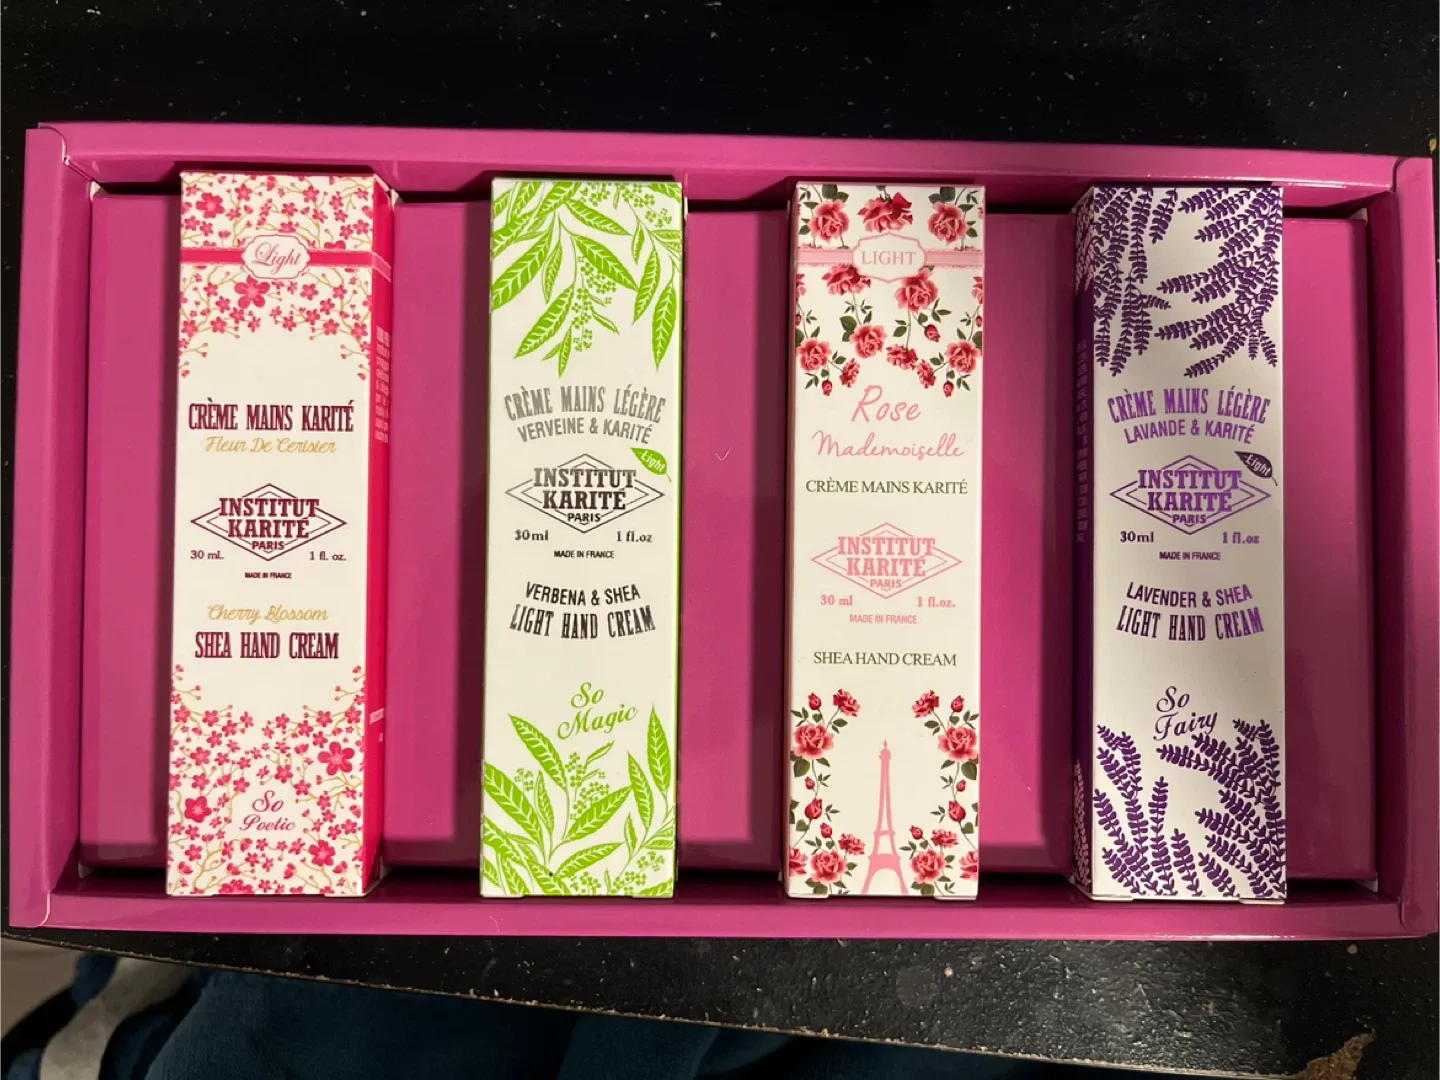 Light
CRÈME MAINS KARITÉ
Fleur De Cerisier
INSTITUT
KARITÉ
PARIS
30 mL. 1 fl. oz.
MADE IN FRANCE
Cherry Blossom
SHEA HAND CREAM
So
Poetic
CRÈME MAINS LÉGÈRE
VERVEINE & KARITÉ
Light
INSTITUT
KARITÉ
PARIS
30ml 1 fl.oz
MADE IN FRANCE
VERBENA & SHEA
LIGHT HAND CREAM
So
Magic
LIGHT
Rose
Mademoiselle
CRÈME MAINS KARITÉ
INSTITUT
KARITÉ
PARIS
30 ml 1 fl.oz.
MADE IN FRANCE
SHEA HAND CREAM
CRÈME MAINS LÉGÈRE
LAVANDE & KARITÉ
Light
INSTITUT
KARITÉ
PARIS
30ml 1 fl.oz
MADE IN FRANCE
LAVENDER & SHEA
LIGHT HAND CREAM
So
Fairy